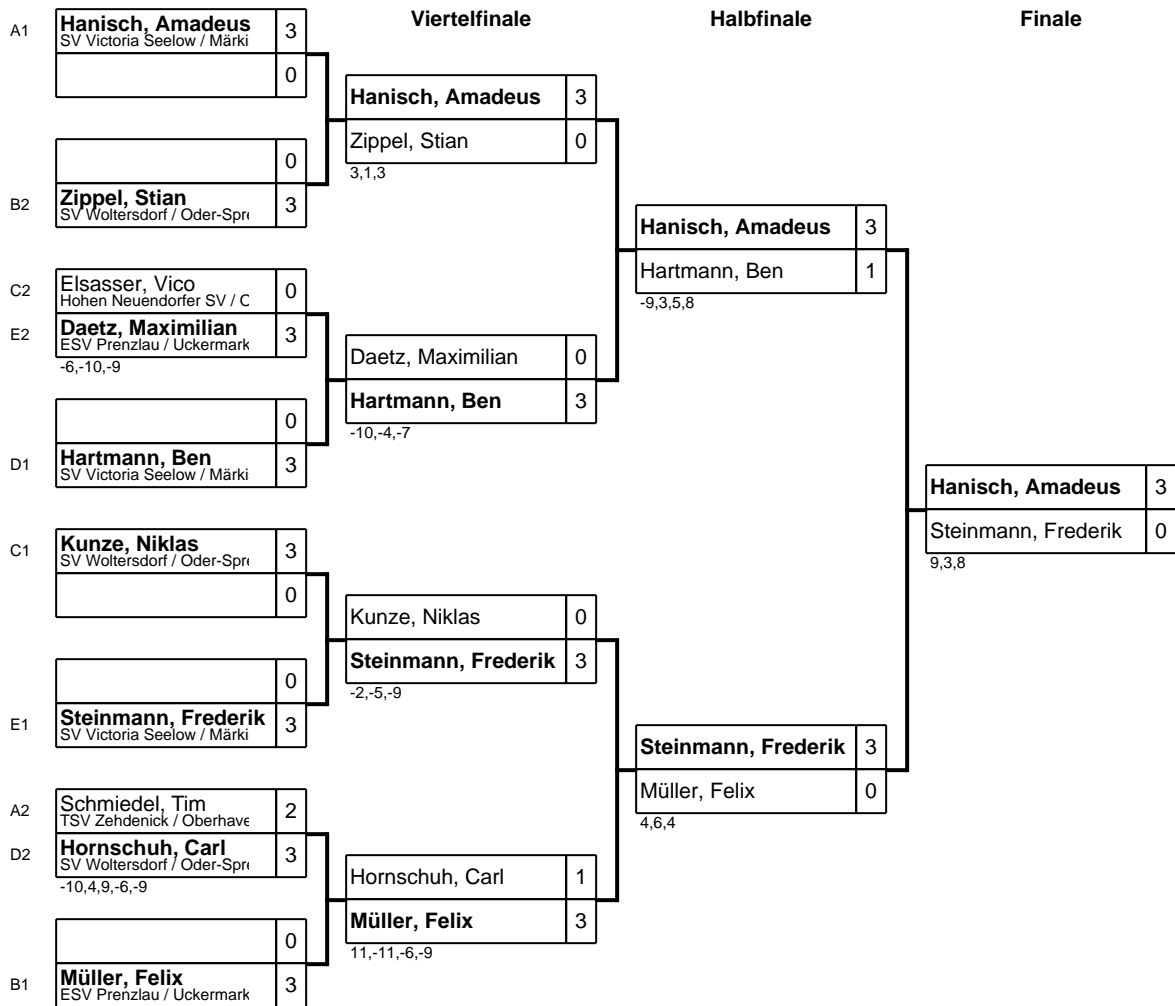 Viertelfinale
Halbfinale
Finale
A1
Hanisch, Amadeus
SV Victoria Seelow / Märki
3
0
0
B2
Zippel, Stian
SV Woltersdorf / Oder-Spre
3
C2
Elsasser, Vico
Hohen Neuendorfer SV / O
0
E2
Daetz, Maximilian
ESV Prenzlau / Uckermark
3
-6,-10,-9
0
D1
Hartmann, Ben
SV Victoria Seelow / Märki
3
C1
Kunze, Niklas
SV Woltersdorf / Oder-Spre
3
0
0
E1
Steinmann, Frederik
SV Victoria Seelow / Märki
3
A2
Schmiedel, Tim
TSV Zehdenick / Oberhave
2
D2
Hornschuh, Carl
SV Woltersdorf / Oder-Spre
3
-10,4,9,-6,-9
0
B1
Müller, Felix
ESV Prenzlau / Uckermark
3
Hanisch, Amadeus 3
Zippel, Stian 0
3,1,3
Daetz, Maximilian 0
Hartmann, Ben 3
-10,-4,-7
Kunze, Niklas 0
Steinmann, Frederik 3
-2,-5,-9
Hornschuh, Carl 1
Müller, Felix 3
11,-11,-6,-9
Hanisch, Amadeus 3
Hartmann, Ben 1
-9,3,5,8
Steinmann, Frederik 3
Müller, Felix 0
4,6,4
Hanisch, Amadeus 3
Steinmann, Frederik 0
9,3,8